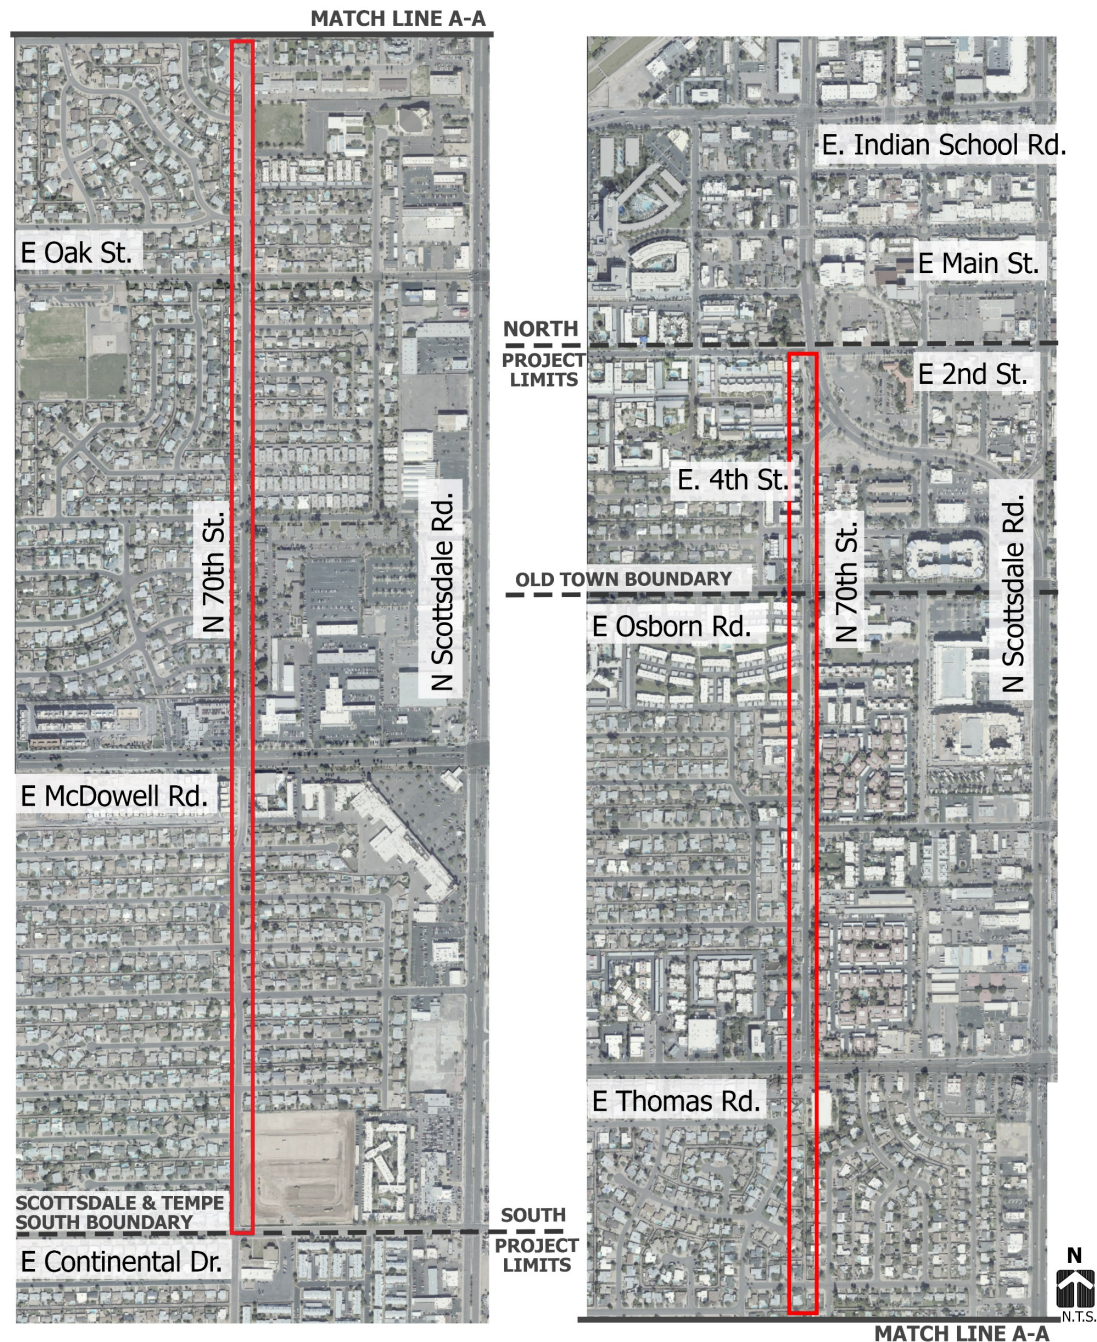 MATCH LINE A-A
E Oak St.
N 70th St.
N Scottsdale Rd.
E McDowell Rd.
SCOTTSDALE & TEMPE
SOUTH BOUNDARY
E Continental Dr.
SOUTH
PROJECT
LIMITS
E. Indian School Rd.
E Main St.
NORTH
PROJECT
LIMITS
E 2nd St.
E. 4th St.
N 70th St.
N Scottsdale Rd.
OLD TOWN BOUNDARY
E Osborn Rd.
E Thomas Rd.
N
N.T.S.
MATCH LINE A-A